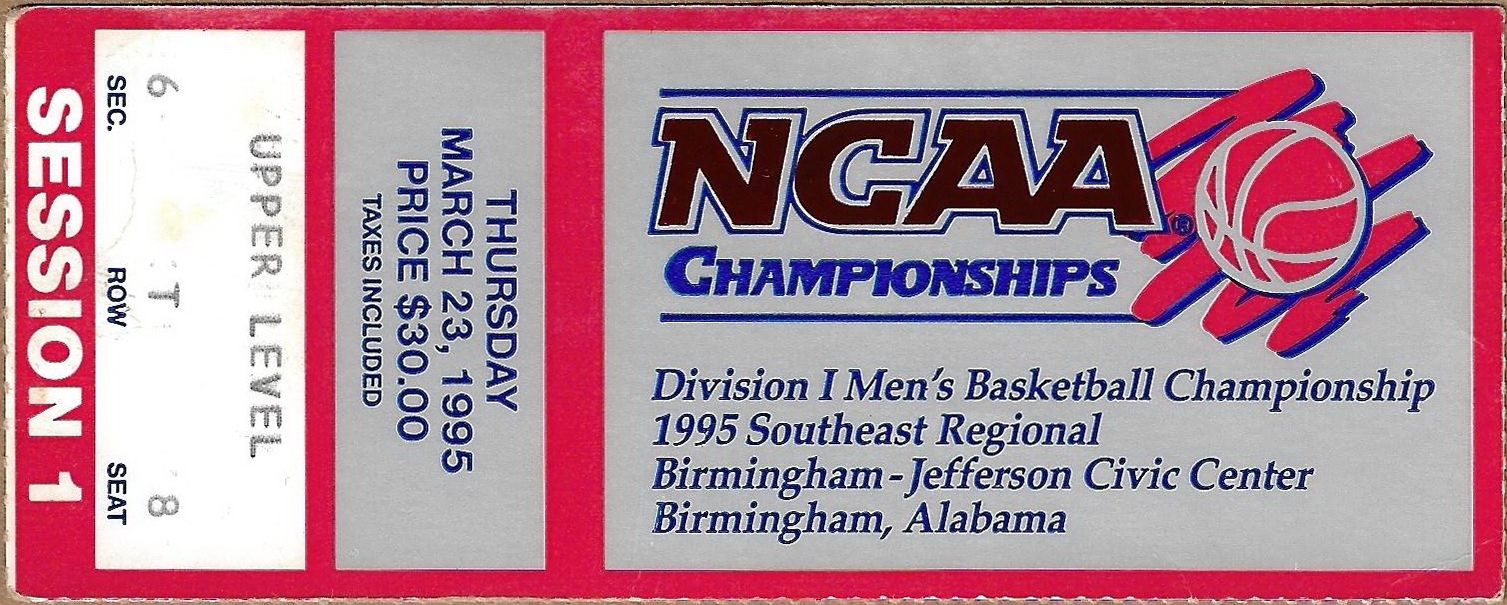 SESSION 1
SEC. ROW SEAT
6 T 8
UPPER LEVEL
THURSDAY
MARCH 23, 1995
PRICE $30.00
TAXES INCLUDED
NCAA®
CHAMPIONSHIPS
Division I Men's Basketball Championship
1995 Southeast Regional
Birmingham-Jefferson Civic Center
Birmingham, Alabama